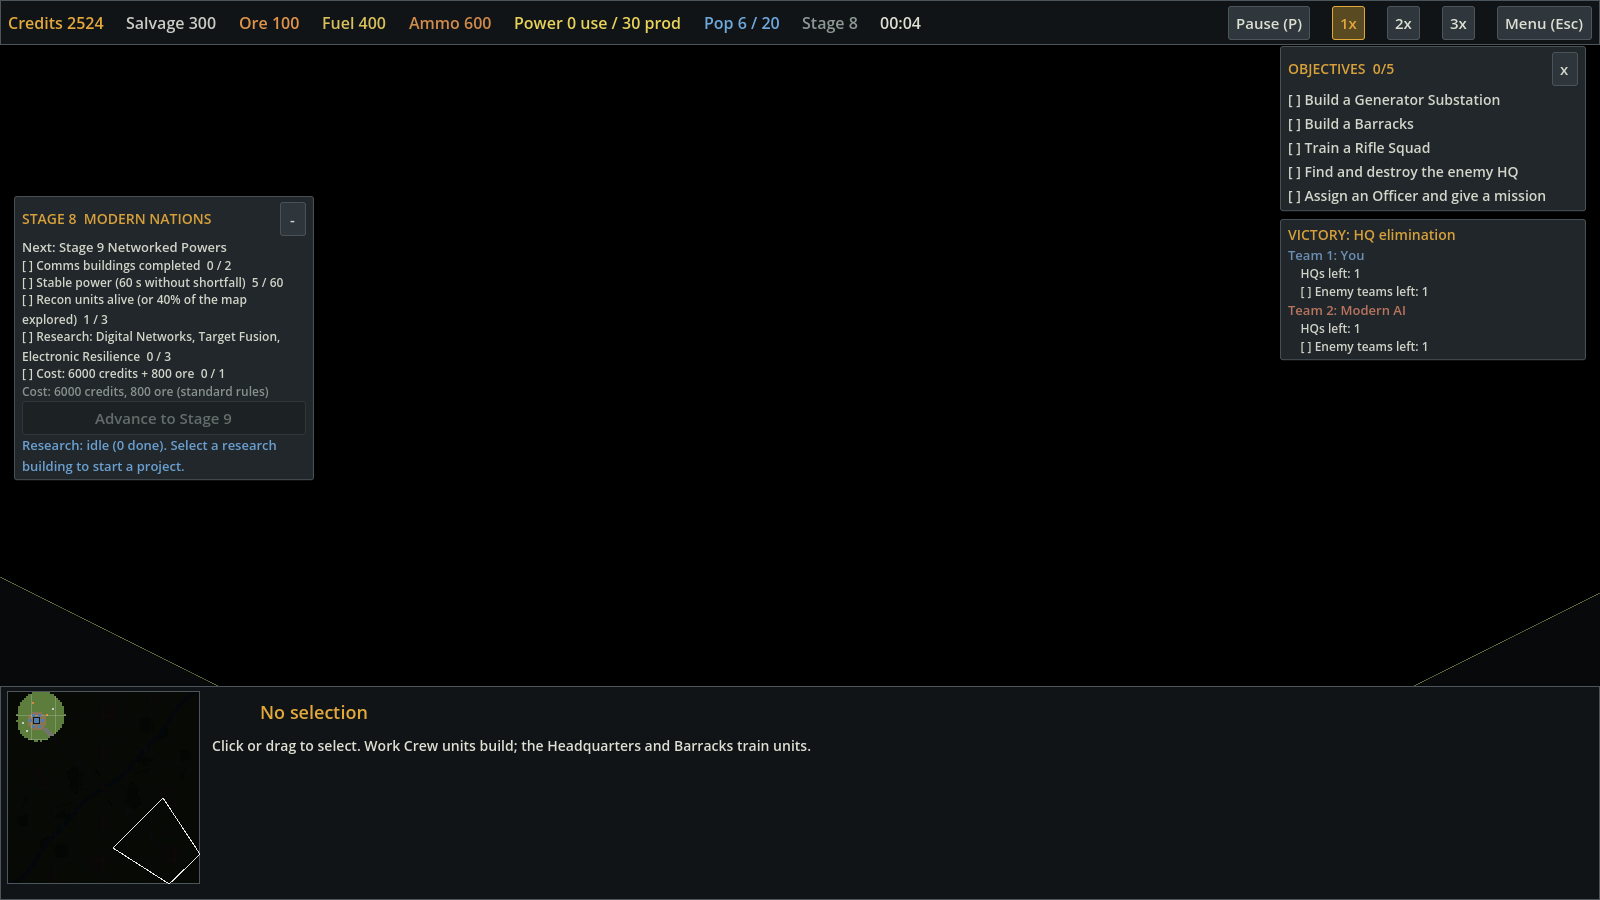 Credits 2524 Salvage 300 Ore 100 Fuel 400 Ammo 600 Power 0 use / 30 prod Pop 6 / 20 Stage 8 00:04 Pause (P) 1x 2x 3x Menu (Esc)
OBJECTIVES 0/5 x
[ ] Build a Generator Substation
[ ] Build a Barracks
[ ] Train a Rifle Squad
[ ] Find and destroy the enemy HQ
[ ] Assign an Officer and give a mission
VICTORY: HQ elimination
Team 1: You
HQs left: 1
[ ] Enemy teams left: 1
Team 2: Modern AI
HQs left: 1
[ ] Enemy teams left: 1
STAGE 8 MODERN NATIONS -
Next: Stage 9 Networked Powers
[ ] Comms buildings completed 0 / 2
[ ] Stable power (60 s without shortfall) 5 / 60
[ ] Recon units alive (or 40% of the map
explored) 1 / 3
[ ] Research: Digital Networks, Target Fusion,
Electronic Resilience 0 / 3
[ ] Cost: 6000 credits + 800 ore 0 / 1
Cost: 6000 credits, 800 ore (standard rules)
Advance to Stage 9
Research: idle (0 done). Select a research
building to start a project.
No selection
Click or drag to select. Work Crew units build; the Headquarters and Barracks train units.